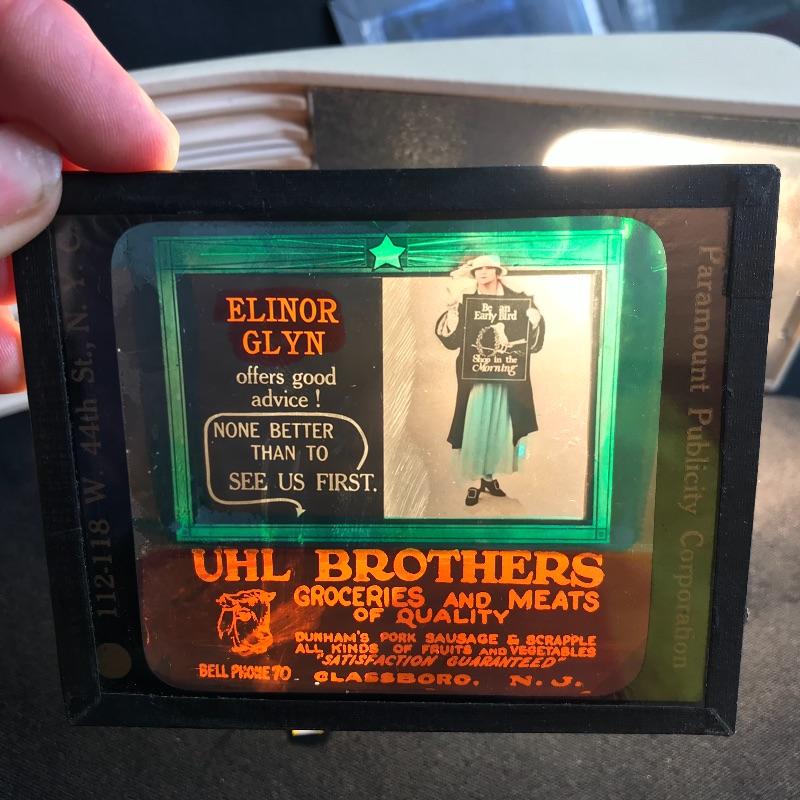 ELINOR
GLYN
offers good
advice!
NONE BETTER
THAN TO
SEE US FIRST.
Be an
Early Bird
Shop in the
Morning
UHL BROTHERS
GROCERIES AND MEATS
OF QUALITY
DUNHAM'S PORK SAUSAGE & SCRAPPLE
ALL KINDS OF FRUITS AND VEGETABLES
"SATISFACTION GUARANTEED"
BELL PHONE 70
GLASSBORO, N. J.
112-118 W. 44th St., N. Y. C.
Paramount Publicity Corporation